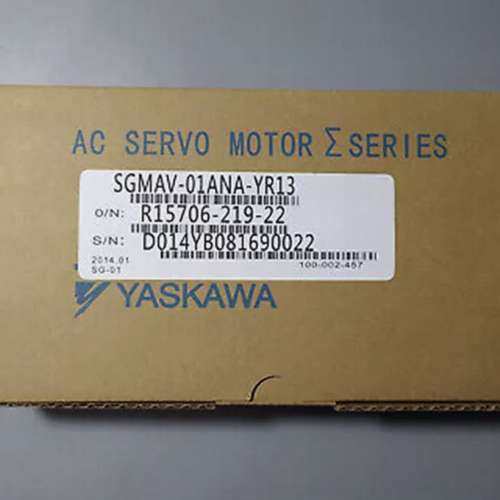 AC SERVO MOTOR Σ SERIES
SGMAV-01ANA-YR13
O/N: R15706-219-22
S/N: D014YB081690022
2014.01
SG-01
100-002-457
YASKAWA